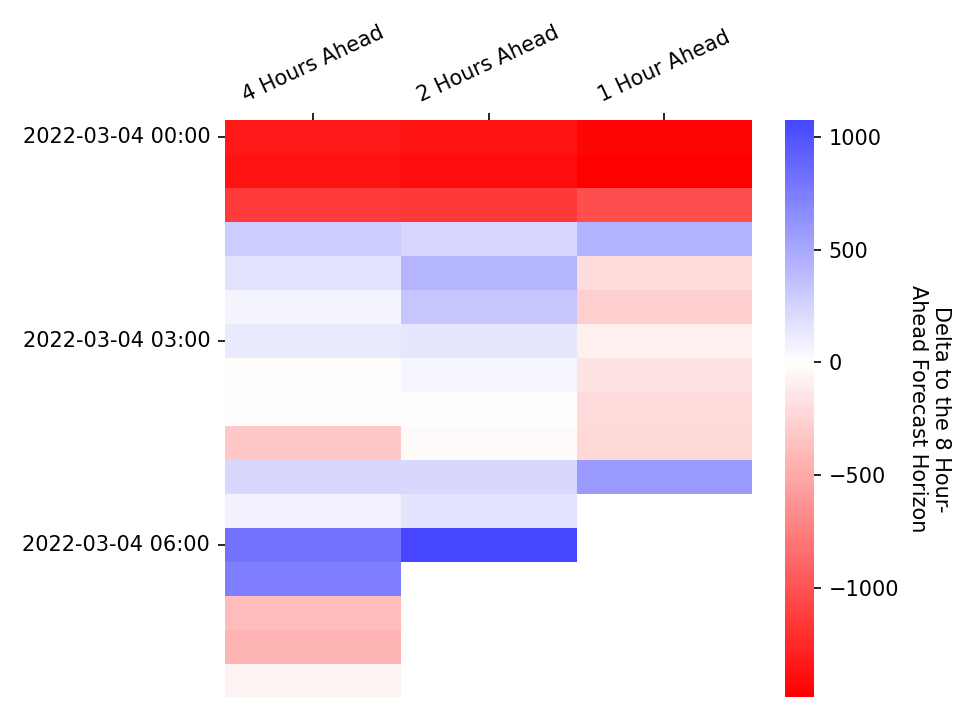 4 Hours Ahead
2 Hours Ahead
1 Hour Ahead
2022-03-04 00:00
2022-03-04 03:00
2022-03-04 06:00
1000
500
0
−500
−1000
Delta to the 8 Hour-
Ahead Forecast Horizon